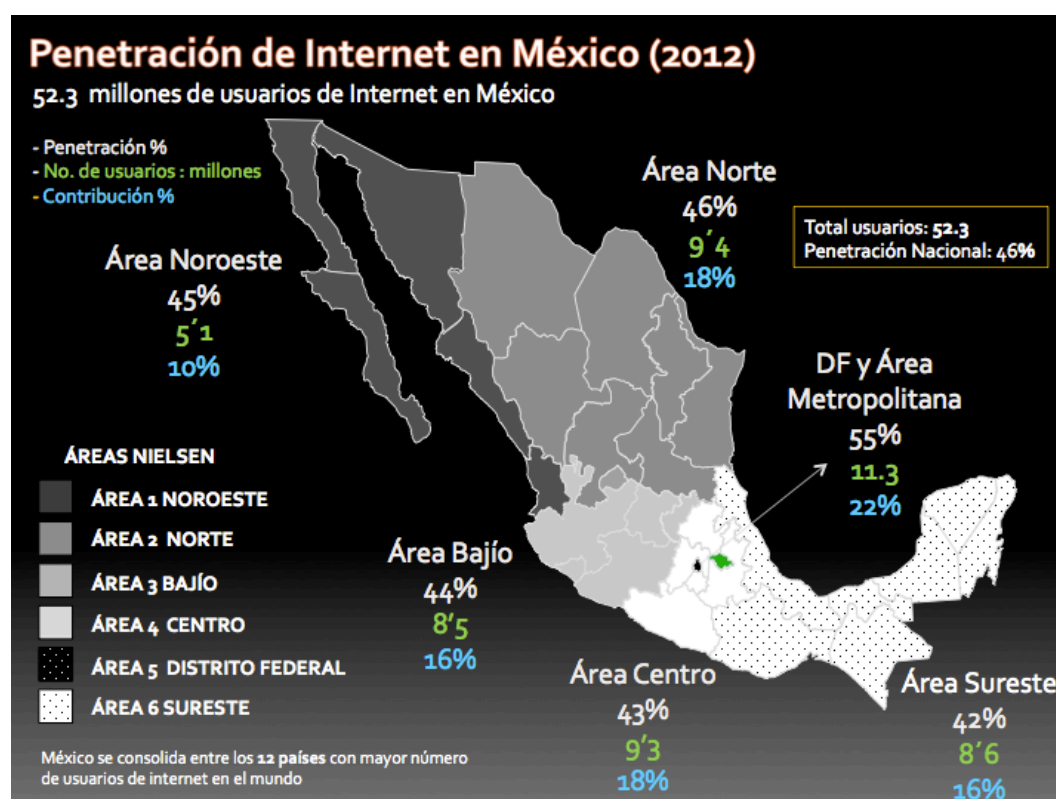 Penetración de Internet en México (2012)
52.3 millones de usuarios de Internet en México
- Penetración %
- No. de usuarios : millones
- Contribución %
Área Norte
46%
9´4
18%
Total usuarios: 52.3
Penetración Nacional: 46%
Área Noroeste
45%
5´1
10%
DF y Área
Metropolitana
55%
11.3
22%
ÁREAS NIELSEN
ÁREA 1 NOROESTE
ÁREA 2 NORTE
ÁREA 3 BAJÍO
ÁREA 4 CENTRO
ÁREA 5 DISTRITO FEDERAL
ÁREA 6 SURESTE
Área Bajío
44%
8’5
16%
Área Centro
43%
9’3
18%
Área Sureste
42%
8´6
16%
México se consolida entre los 12 países con mayor número
de usuarios de internet en el mundo